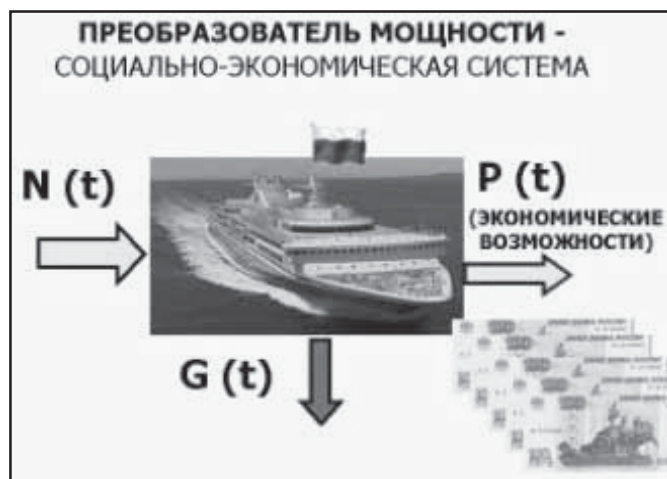 ПРЕОБРАЗОВАТЕЛЬ МОЩНОСТИ -
СОЦИАЛЬНО-ЭКОНОМИЧЕСКАЯ СИСТЕМА
N (t)
P (t)
(ЭКОНОМИЧЕСКИЕ
ВОЗМОЖНОСТИ)
G (t)